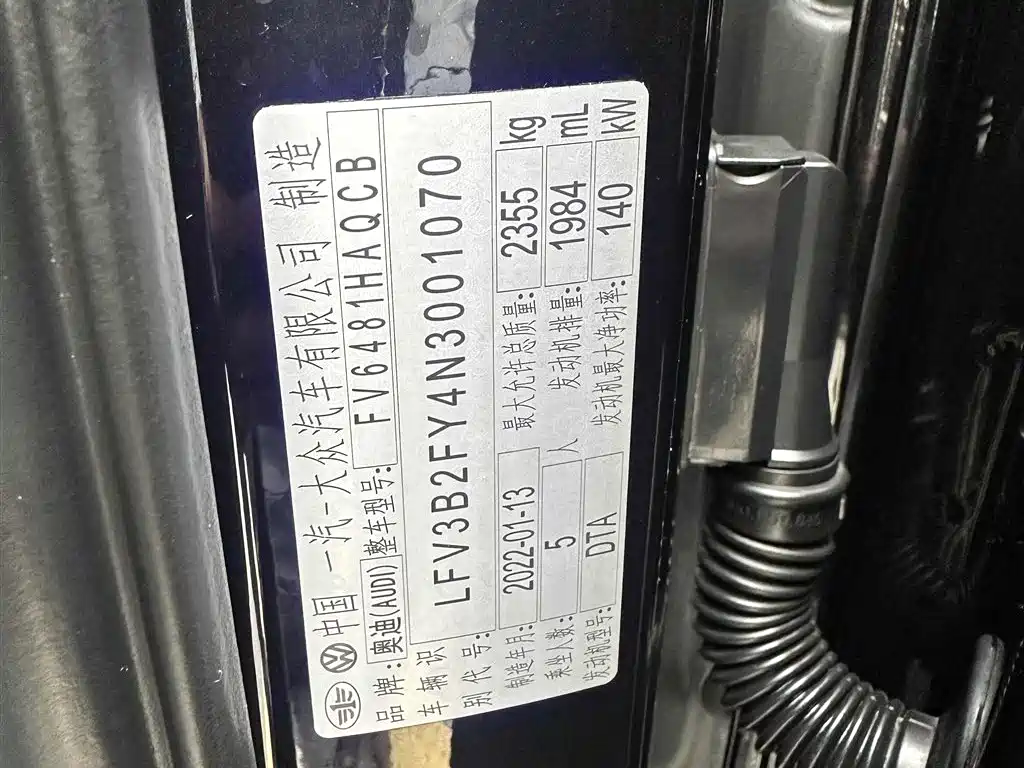 中国 一汽-大众汽车有限公司 制造
品牌: 奥迪(AUDI) 整车型号: FV6481HAQCB
车辆识别代号: LFV3B2FY4N3001070
制造年月: 2022-01-13 最大允许总质量: 2355 kg
乘坐人数: 5 人 发动机排量: 1984 mL
发动机型号: DTA 发动机最大净功率: 140 kW